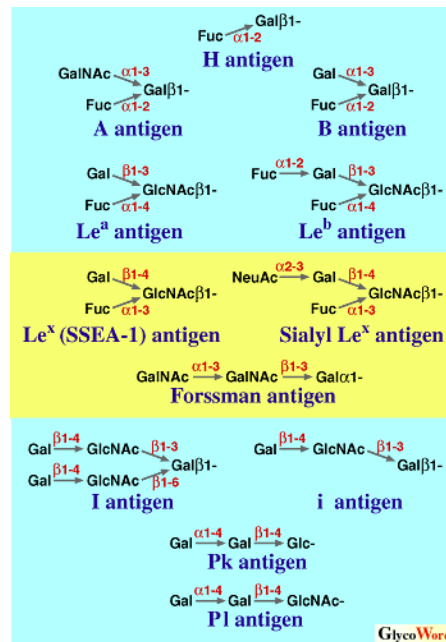 Galβ1-
Fuc α1-2
H antigen
GalNAc α1-3
Galβ1-
Fuc α1-2
A antigen
Gal α1-3
Galβ1-
Fuc α1-2
B antigen
Gal β1-3
GlcNAcβ1-
Fuc α1-4
Leᵃ antigen
Fuc α1-2 Gal β1-3
GlcNAcβ1-
Fuc α1-4
Leᵇ antigen
Gal β1-4
GlcNAcβ1-
Fuc α1-3
Leˣ (SSEA-1) antigen
NeuAc α2-3 Gal β1-4
GlcNAcβ1-
Fuc α1-3
Sialyl Leˣ antigen
GalNAc α1-3 GalNAc β1-3 Galα1-
Forssman antigen
Gal β1-4 GlcNAc β1-3
Galβ1-
Gal β1-4 GlcNAc β1-6
I antigen
Gal β1-4 GlcNAc β1-3
Galβ1-
i antigen
Gal α1-4 Gal β1-4 Glc-
Pk antigen
Gal α1-4 Gal β1-4 GlcNAc-
P1 antigen